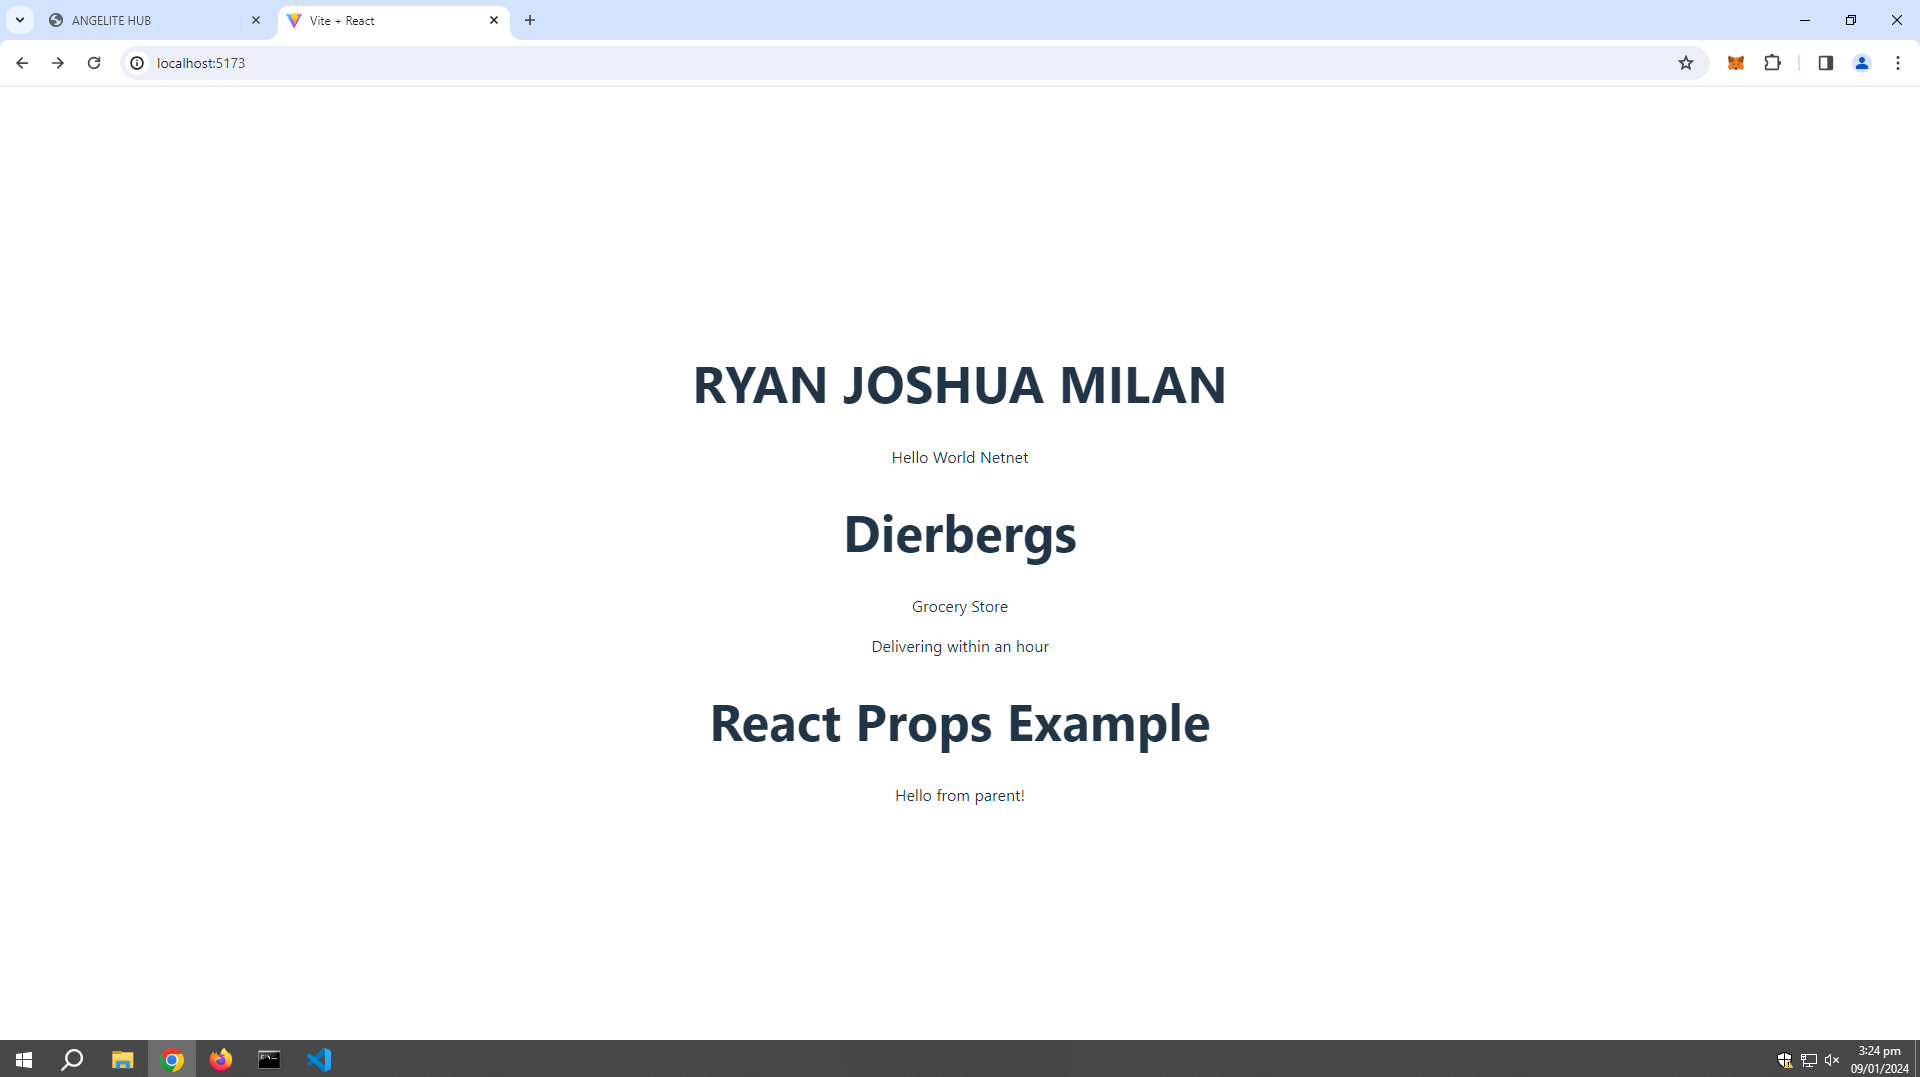 ANGELITE HUB
Vite + React
localhost:5173
RYAN JOSHUA MILAN
Hello World Netnet
Dierbergs
Grocery Store
Delivering within an hour
React Props Example
Hello from parent!
3:24 pm
09/01/2024